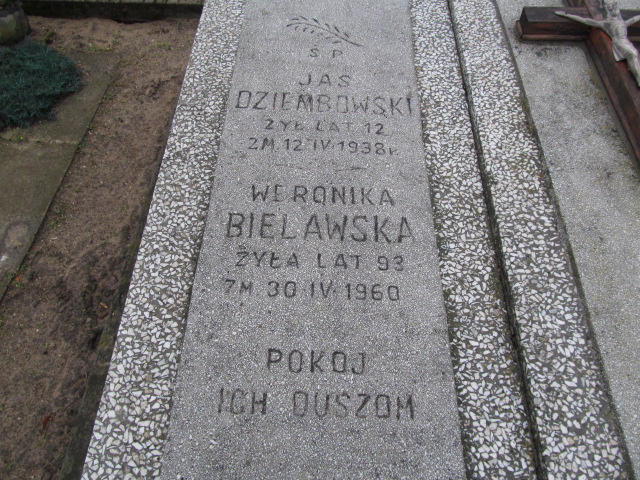 Ś P
JAŚ
DZIEMBOWSKI
ŻYŁ LAT 12
ZM 12 IV 1938 r.
WERONIKA
BIELAWSKA
ŻYŁA LAT 93
ZM 30 IV 1960
POKÓJ
ICH DUSZOM